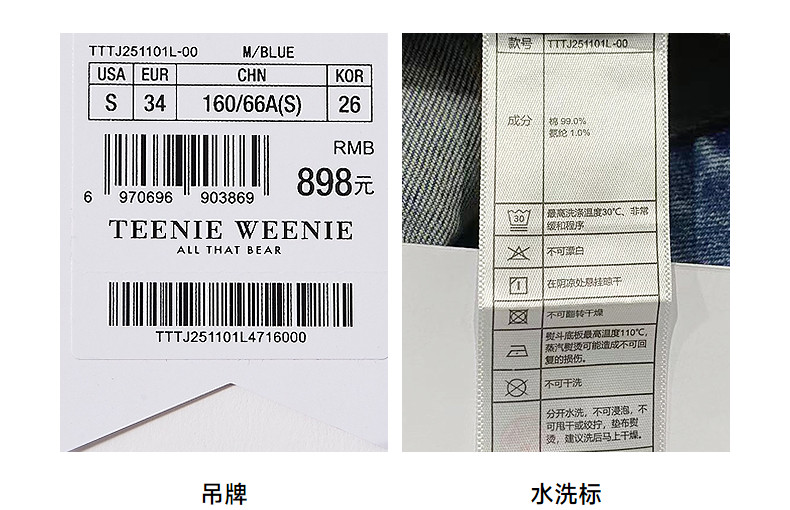 TTTJ251101L-00 M/BLUE
USA EUR CHN KOR
S 34 160/66A(S) 26
RMB
898元
6 970696 903869
TEENIE WEENIE
ALL THAT BEAR
TTTJ251101L4716000
吊牌
款号 TTTJ251101L-00
成分 棉 99.0%
氨纶 1.0%
30 最高洗涤温度30℃、非常
缓和程序
不可漂白
在阴凉处悬挂晾干
不可翻转干燥
熨斗底板最高温度110℃,
蒸汽熨烫可能造成不可回
复的损伤。
不可干洗
分开水洗，不可浸泡，不
可甩干或绞拧，垫布熨
烫，建议洗后马上干燥。
水洗标